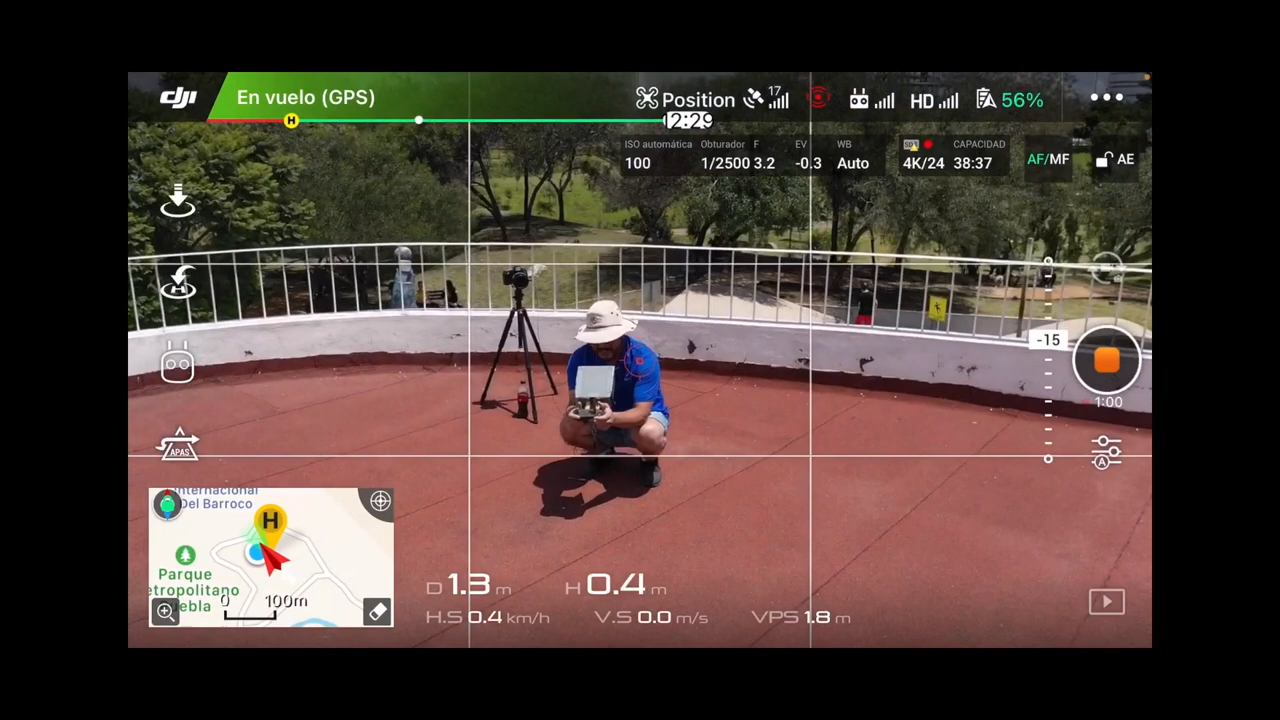 dji En vuelo (GPS) Position 17 HD 56%
H 12:29
ISO automática Obturador F EV WB CAPACIDAD
100 1/2500 3.2 -0.3 Auto 4K/24 38:37 AF/MF AE
H
-15
1:00
APAS
Internacional
Del Barroco
H
Parque
etropolitano
ebla
0 100m
D 1.3 m H 0.4 m
H.S 0.4 km/h V.S 0.0 m/s VPS 1.8 m